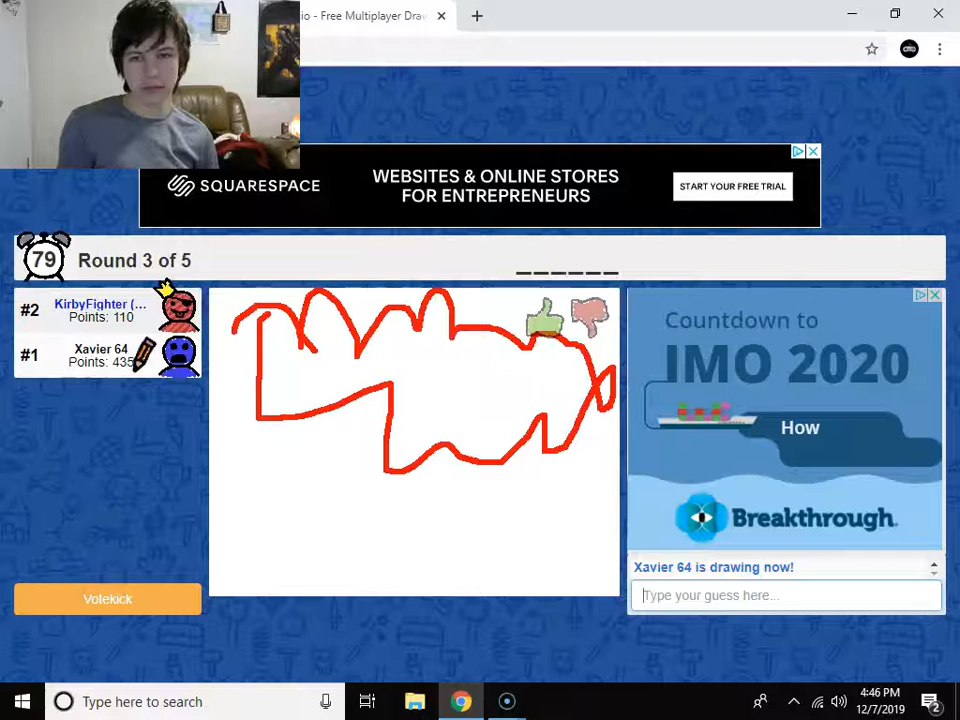 io - Free Multiplayer Draw
SQUARESPACE
WEBSITES & ONLINE STORES
FOR ENTREPRENEURS
START YOUR FREE TRIAL
79
Round 3 of 5
______
#2
KirbyFighter (...
Points: 110
#1
Xavier 64
Points: 435
Countdown to
IMO 2020
How
Breakthrough.
Xavier 64 is drawing now!
Type your guess here...
Votekick
Type here to search
4:46 PM
12/7/2019
2